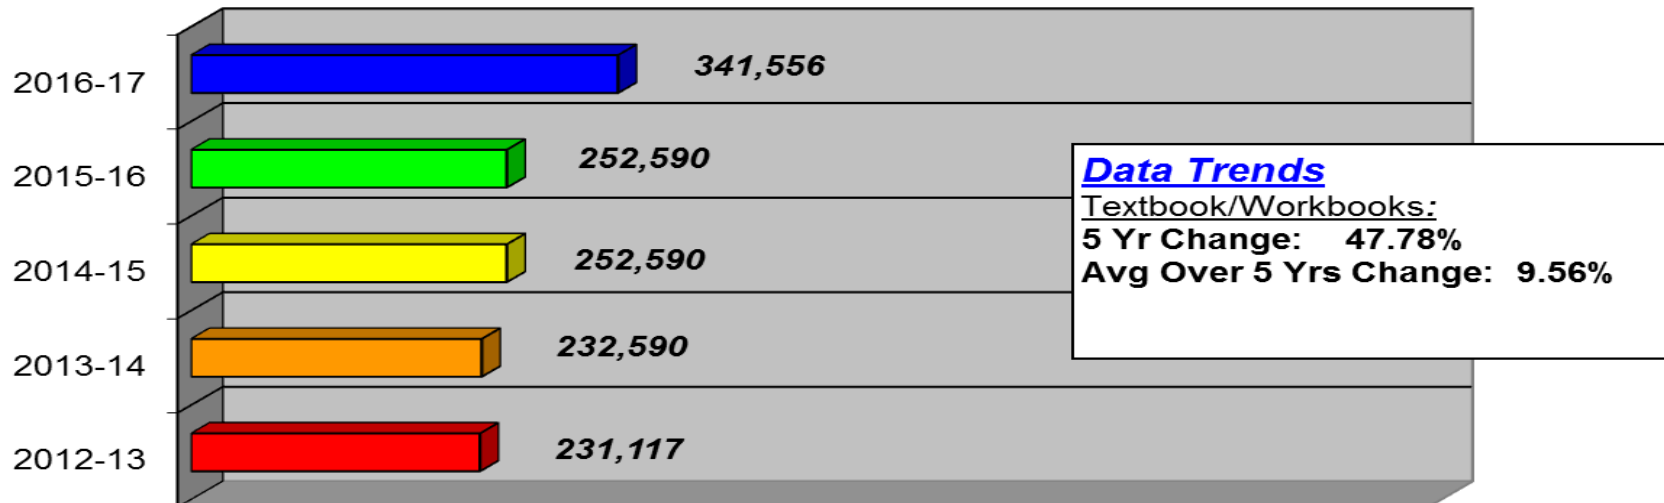 2016-17 341,556
2015-16 252,590
2014-15 252,590
2013-14 232,590
2012-13 231,117
Data Trends
Textbook/Workbooks:
5 Yr Change: 47.78%
Avg Over 5 Yrs Change: 9.56%